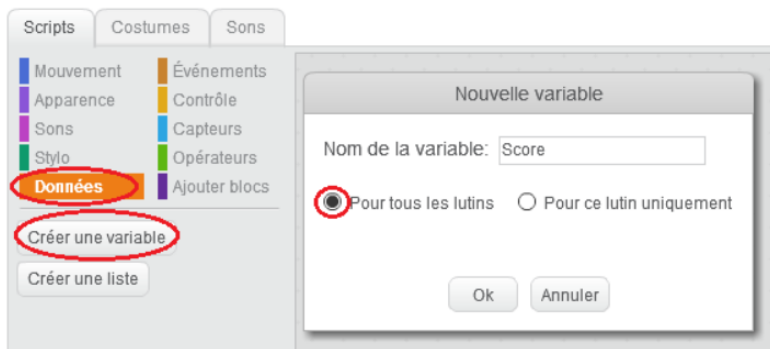 Scripts Costumes Sons
Mouvement Événements
Apparence Contrôle
Sons Capteurs
Stylo Opérateurs
Données Ajouter blocs
Créer une variable
Créer une liste
Nouvelle variable
Nom de la variable: Score
Pour tous les lutins Pour ce lutin uniquement
Ok Annuler